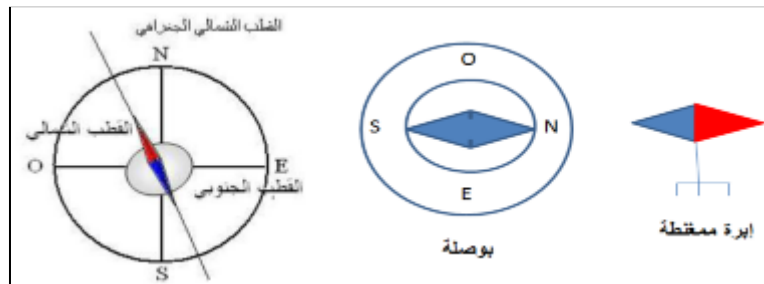 القطب الشمالي الجغرافي
N
القطب الشمالي
O
E
القطب الجنوبي
S
O
S
N
E
بوصلة
إبرة ممغنطة